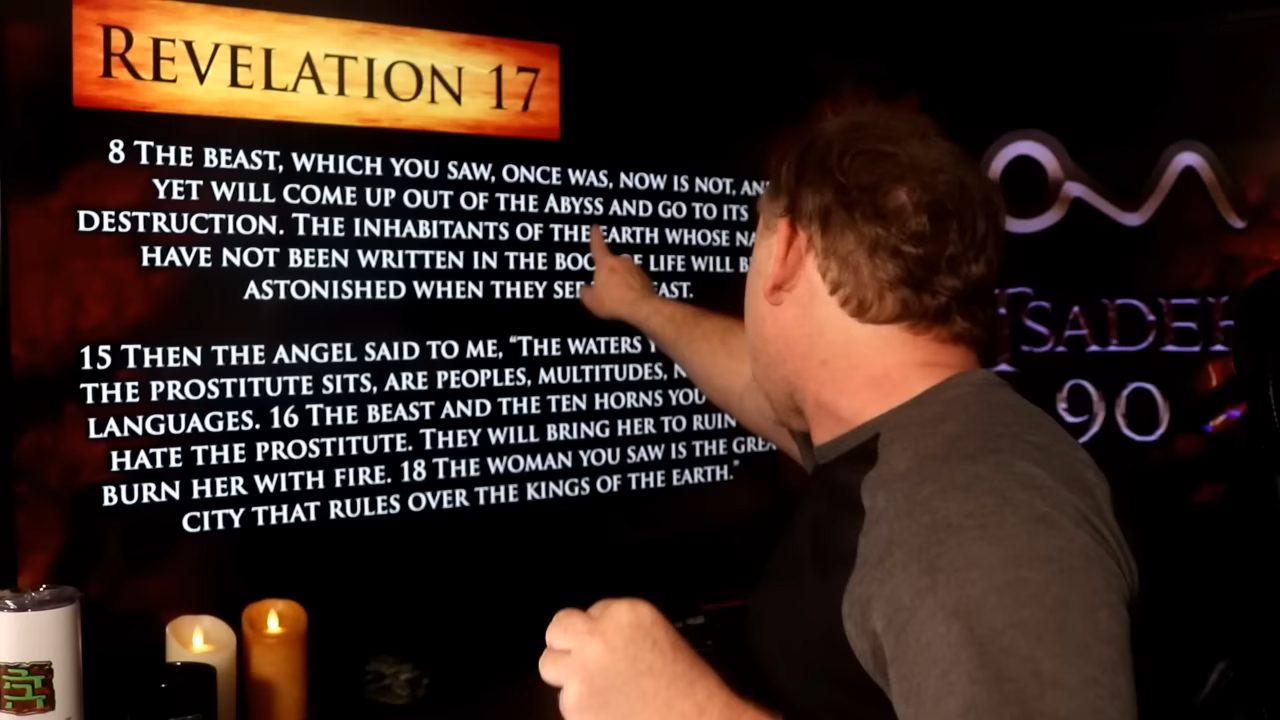 REVELATION 17
8 THE BEAST, WHICH YOU SAW, ONCE WAS, NOW IS NOT,
YET WILL COME UP OUT OF THE ABYSS AND GO TO ITS
DESTRUCTION. THE INHABITANTS OF THE EARTH WHOSE
HAVE NOT BEEN WRITTEN IN THE LIFE WILL
ASTONISHED WHEN THEY
15 THEN THE ANGEL SAID TO ME, “THE WATERS
THE PROSTITUTE SITS, ARE PEOPLES, MULTITUDES,
LANGUAGES. 16 THE BEAST AND THE TEN HORNS YOU
HATE THE PROSTITUTE. THEY WILL BRING HER TO RUIN
BURN HER WITH FIRE. 18 THE WOMAN YOU SAW IS THE
CITY THAT RULES OVER THE KINGS OF THE EARTH.”
90